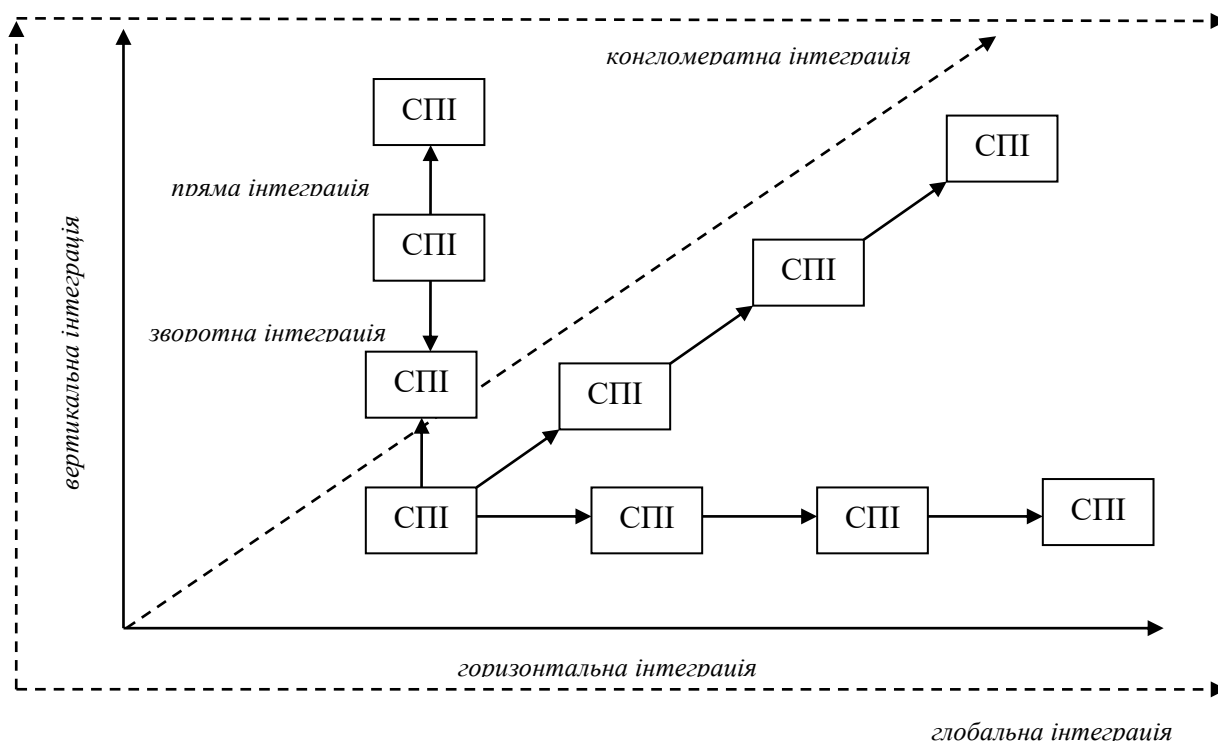 конгломератна інтеграція
СПІ
СПІ
пряма інтеграція
СПІ
СПІ
зворотна інтеграція
СПІ
СПІ
вертикальна інтеграція
СПІ
СПІ
СПІ
СПІ
горизонтальна інтеграція
глобальна інтеграція